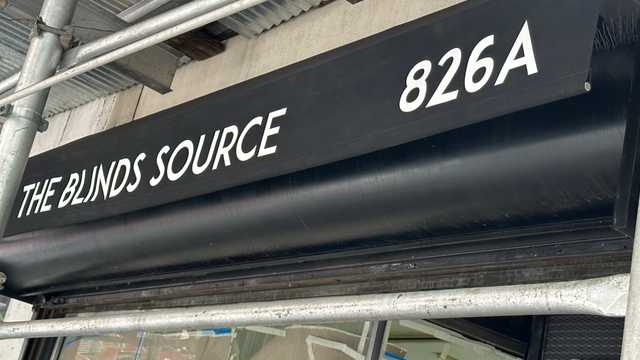 THE BLINDS SOURCE 826A